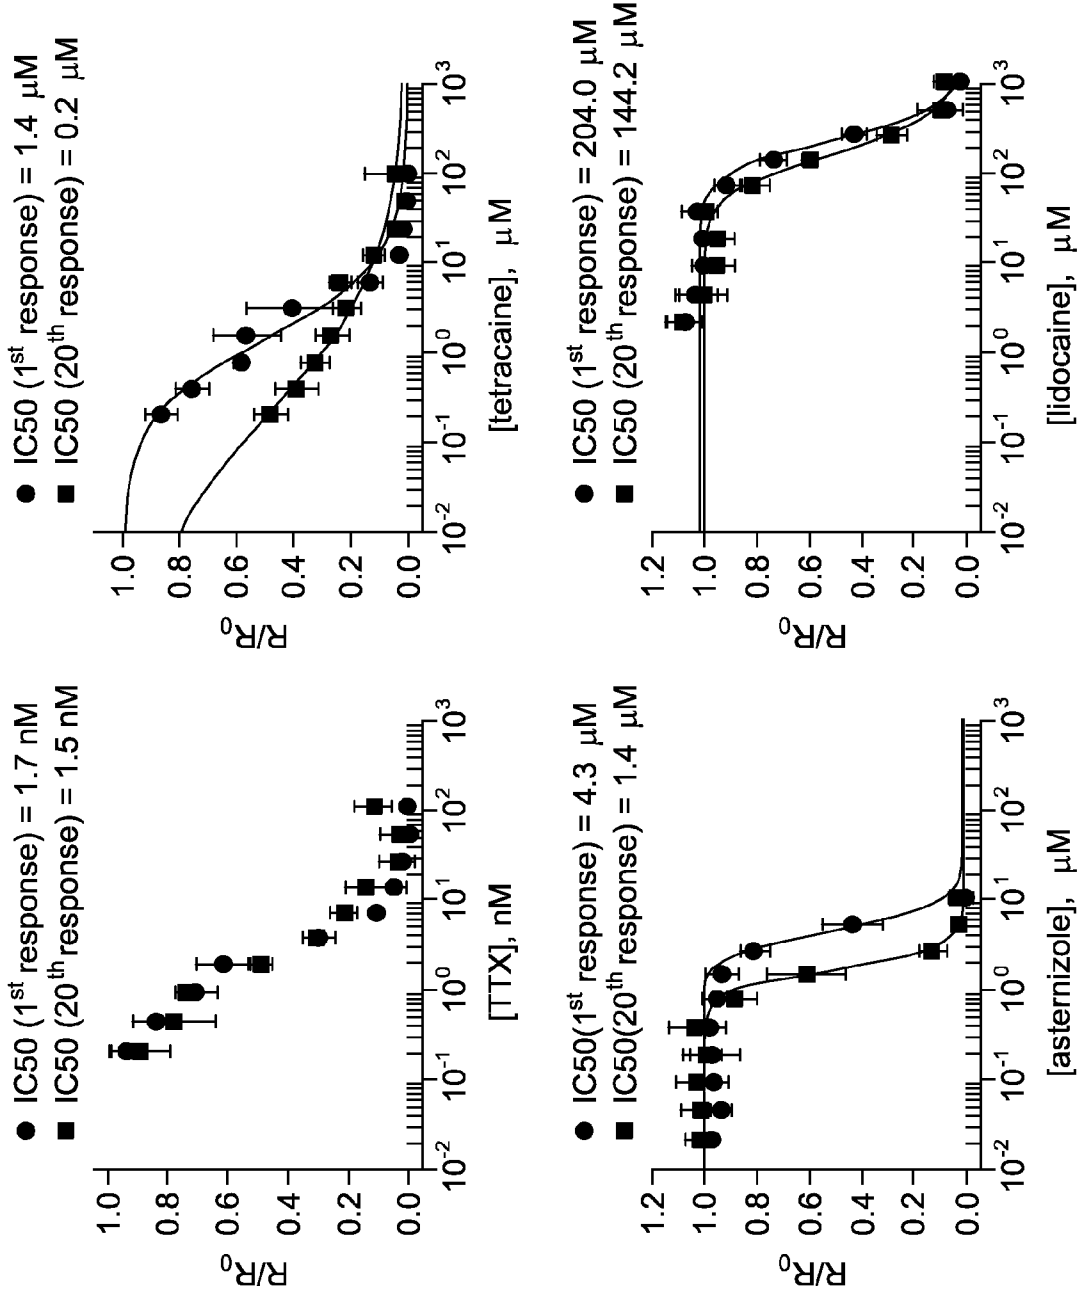 IC50 (1st response) = 1.7 nM
IC50 (20th response) = 1.5 nM
R/R0
1.0
0.8
0.6
0.4
0.2
0.0
10-2 10-1 100 101 102 103
[TTX], nM
IC50 (1st response) = 1.4 μM
IC50 (20th response) = 0.2 μM
R/R0
1.0
0.8
0.6
0.4
0.2
0.0
10-2 10-1 100 101 102 103
[tetracaine], μM
IC50(1st response) = 4.3 μM
IC50(20th response) = 1.4 μM
R/R0
1.2
1.0
0.8
0.6
0.4
0.2
0.0
10-2 10-1 100 101 102 103
[asternizole], μM
IC50 (1st response) = 204.0 μM
IC50 (20th response) = 144.2 μM
R/R0
1.2
1.0
0.8
0.6
0.4
0.2
0.0
10-2 10-1 100 101 102 103
[lidocaine], μM